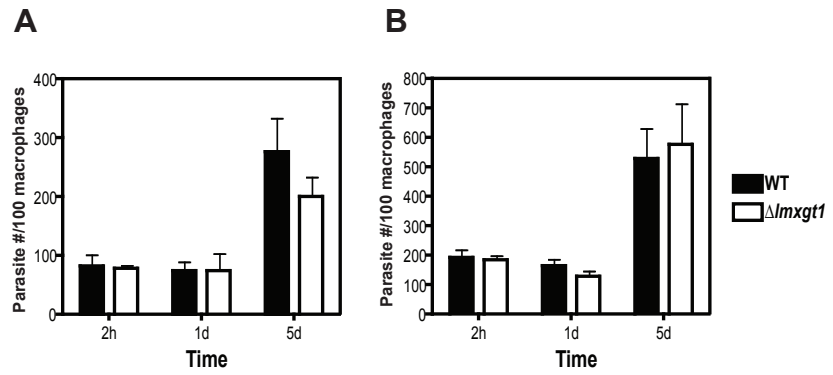 A
B
Parasite #/100 macrophages
400
300
200
100
0
2h 1d 5d
Time
Parasite #/100 macrophages
800
700
600
500
400
300
200
100
0
2h 1d 5d
Time
WT
Δlmxgt1